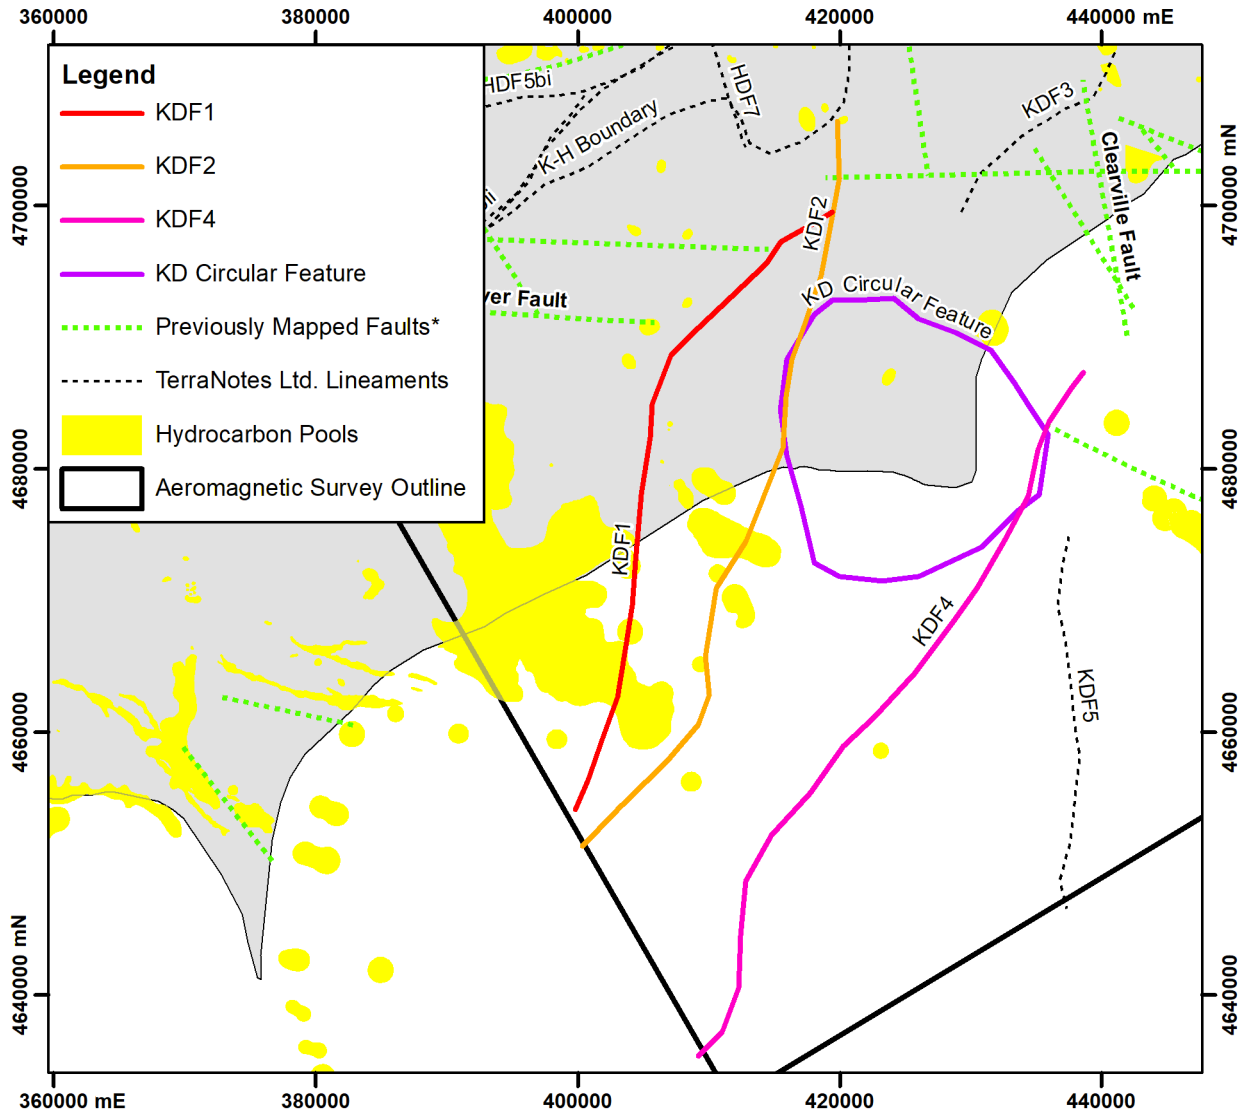 360000
380000
400000
420000
440000 mE
Legend
KDF1
KDF2
KDF4
KD Circular Feature
Previously Mapped Faults*
TerraNotes Ltd. Lineaments
Hydrocarbon Pools
Aeromagnetic Survey Outline
HDF5bi
K-H Boundary
HDF7
KDF3
Clearville Fault
ii
yer Fault
KDF2
KD Circular Feature
KDF1
KDF4
KDF5
4700000
4680000
4660000
4640000 mN
4700000 mN
4680000
4660000
4640000
360000 mE
380000
400000
420000
440000